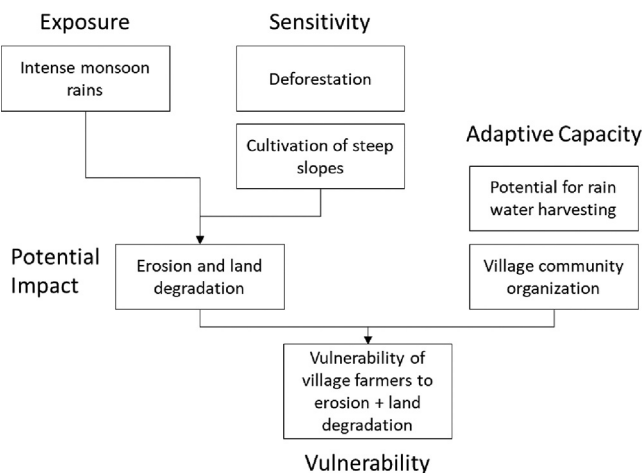 Exposure
Sensitivity
Intense monsoon
rains
Deforestation
Cultivation of steep
slopes
Adaptive Capacity
Potential for rain
water harvesting
Potential
Impact
Erosion and land
degradation
Village community
organization
Vulnerability of
village farmers to
erosion + land
degradation
Vulnerability